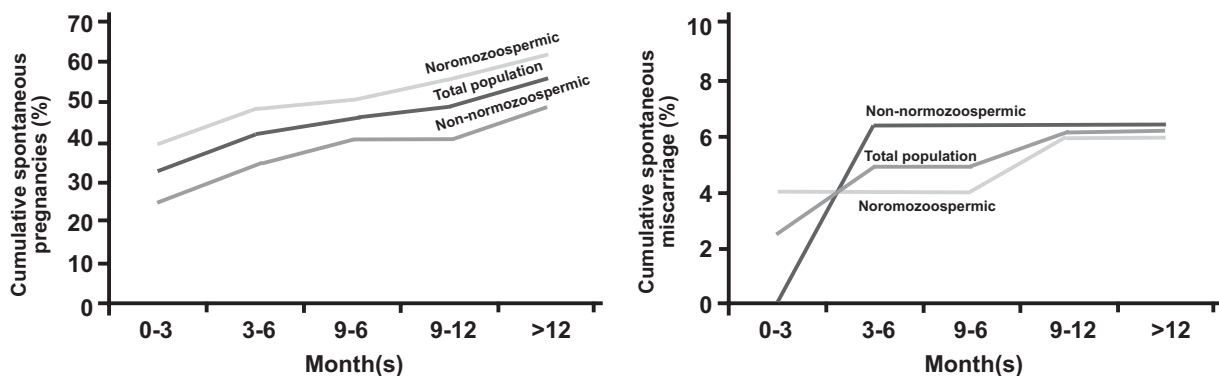 Cumulative spontaneous
pregnancies (%)
70
60
50
40
30
20
10
0
Noromozoospermic
Total population
Non-normozoospermic
0-3
3-6
9-6
9-12
>12
Month(s)
Cumulative spontaneous
miscarriage (%)
10
8
6
4
2
0
Non-normozoospermic
Total population
Noromozoospermic
0-3
3-6
9-6
9-12
>12
Month(s)